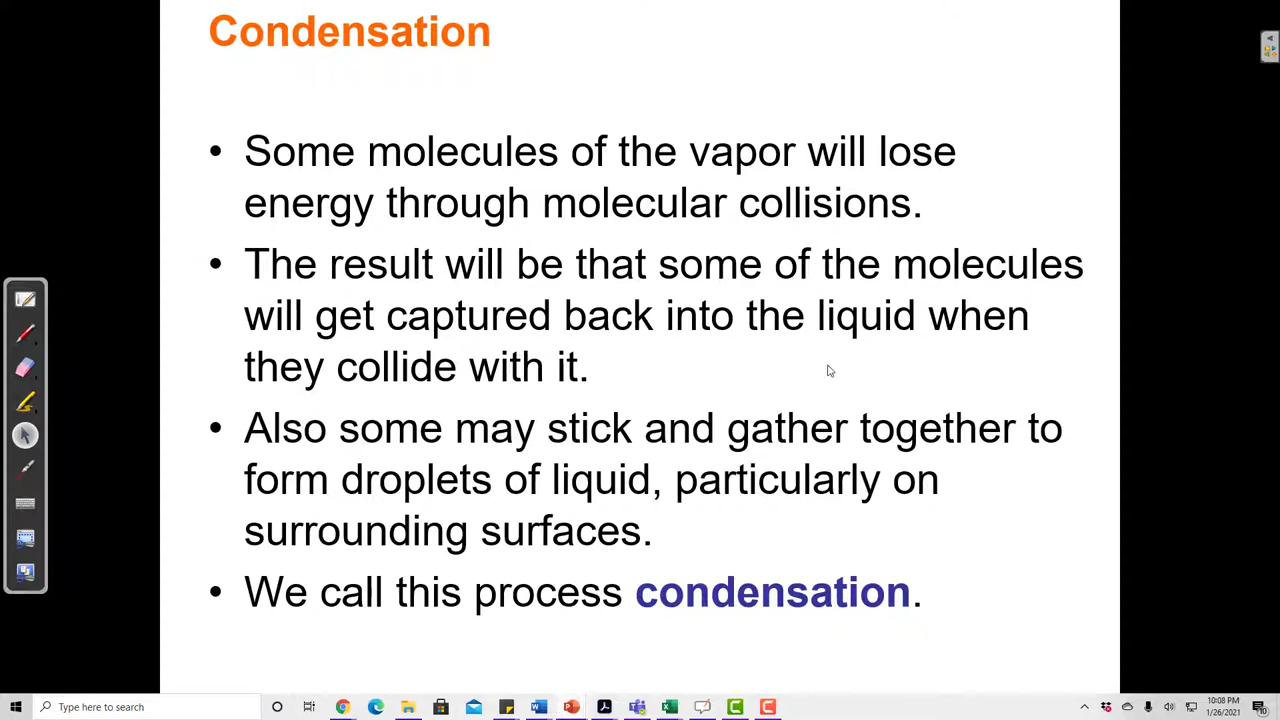 Condensation
• Some molecules of the vapor will lose
energy through molecular collisions.
• The result will be that some of the molecules
will get captured back into the liquid when
they collide with it.
• Also some may stick and gather together to
form droplets of liquid, particularly on
surrounding surfaces.
• We call this process condensation.
Type here to search
10:08 PM
1/26/2021
10